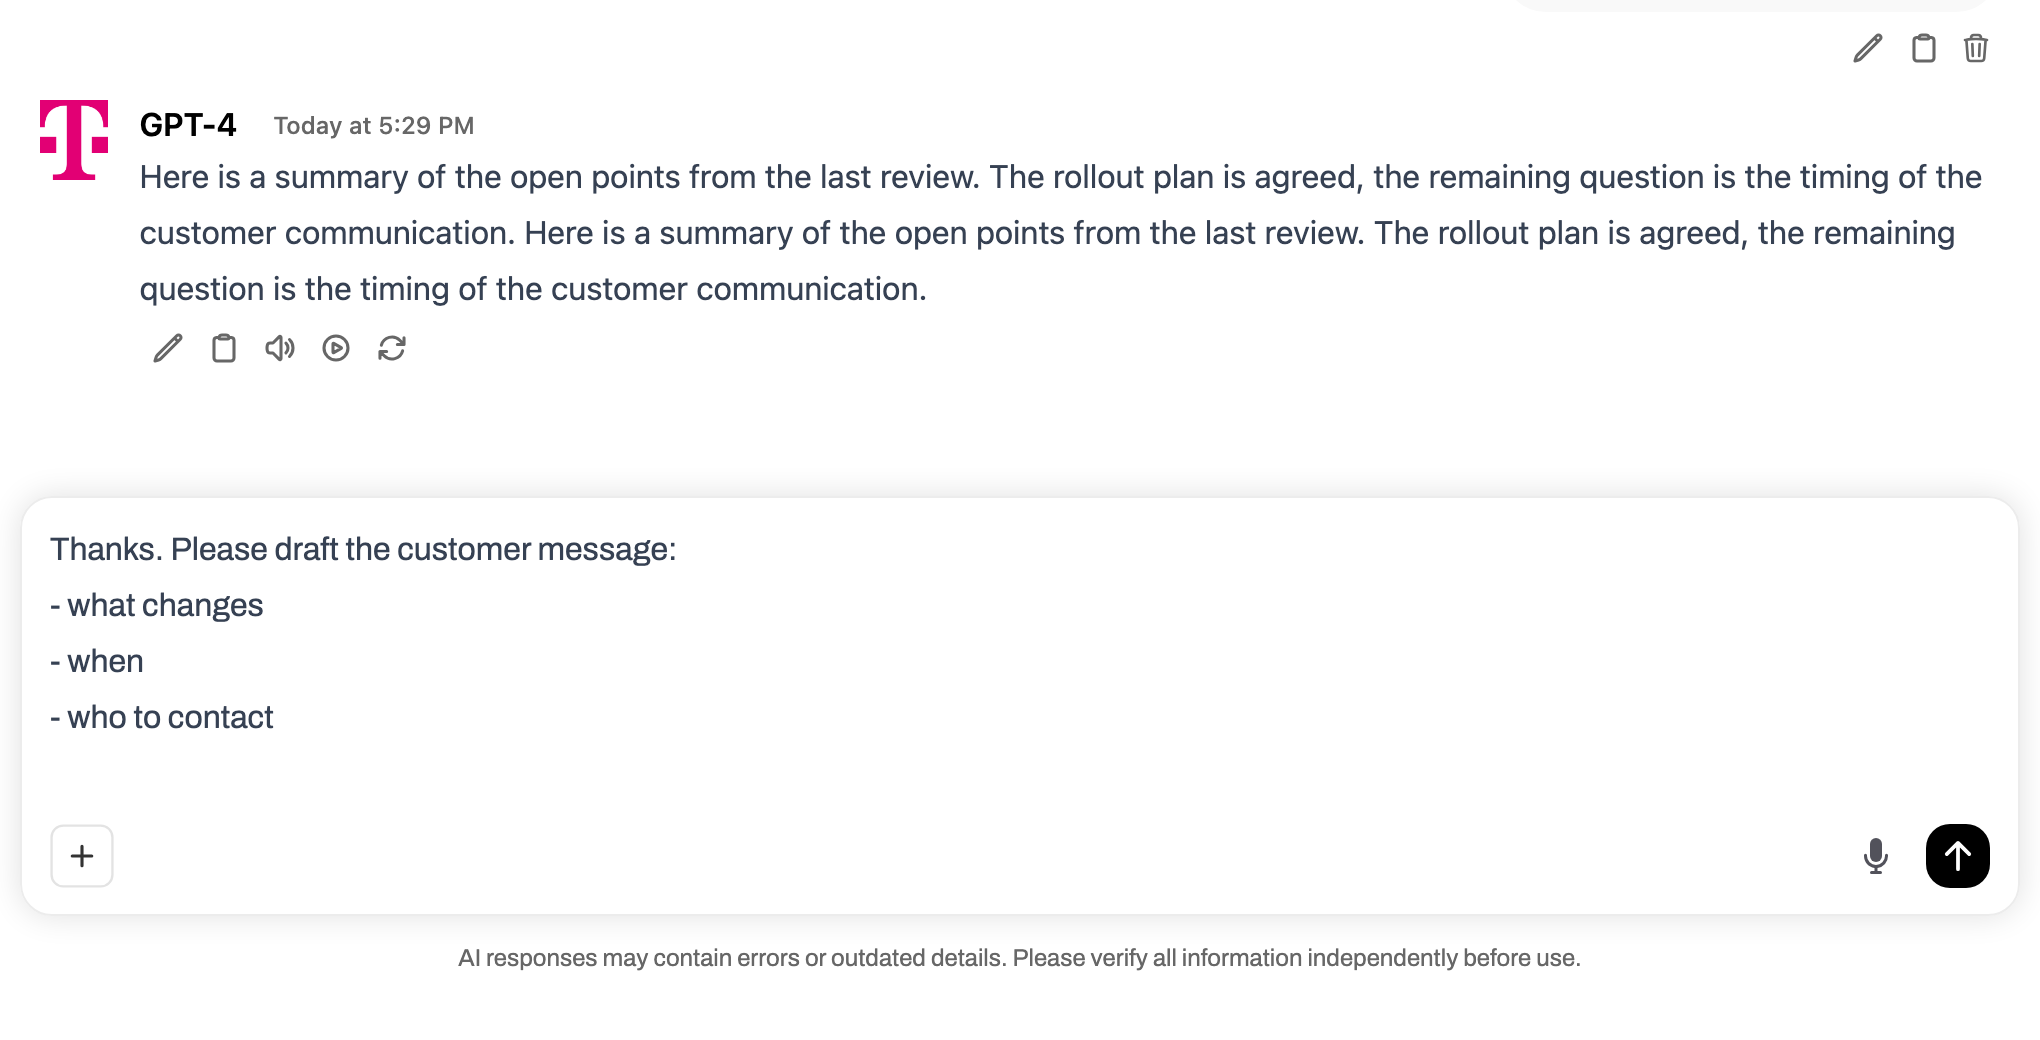 GPT-4 Today at 5:29 PM
Here is a summary of the open points from the last review. The rollout plan is agreed, the remaining question is the timing of the
customer communication. Here is a summary of the open points from the last review. The rollout plan is agreed, the remaining
question is the timing of the customer communication.
Thanks. Please draft the customer message:
- what changes
- when
- who to contact
AI responses may contain errors or outdated details. Please verify all information independently before use.